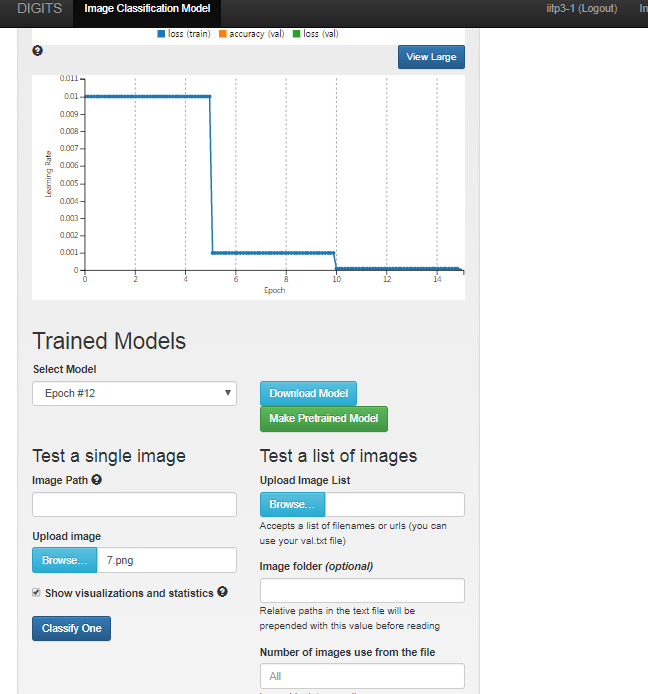 DIGITS Image Classification Model iitp3-1 (Logout) In
loss (train) accuracy (val) loss (val)
View Large
0.011
0.01
0.009
0.008
0.007
0.006
0.005
0.004
0.003
0.002
0.001
0
Learning Rate
0 2 4 6 8 10 12 14
Epoch
Trained Models
Select Model
Epoch #12
Download Model
Make Pretrained Model
Test a single image
Image Path
Upload image
Browse... 7.png
Show visualizations and statistics
Classify One
Test a list of images
Upload Image List
Browse...
Accepts a list of filenames or urls (you can
use your val.txt file)
Image folder (optional)
Relative paths in the text file will be
prepended with this value before reading
Number of images use from the file
All